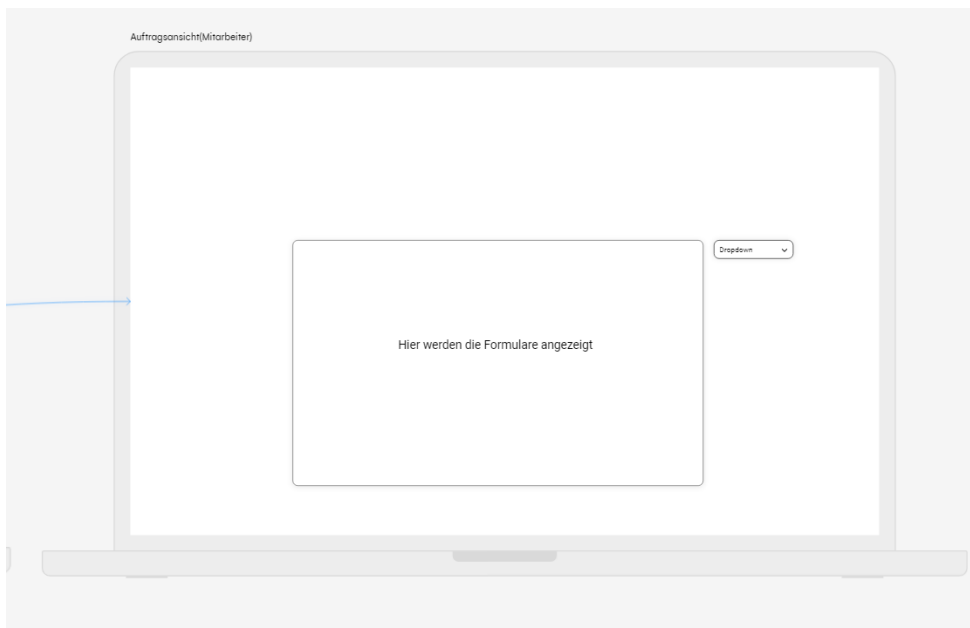 Auftragsansicht(Mitarbeiter)
Dropdown
Hier werden die Formulare angezeigt